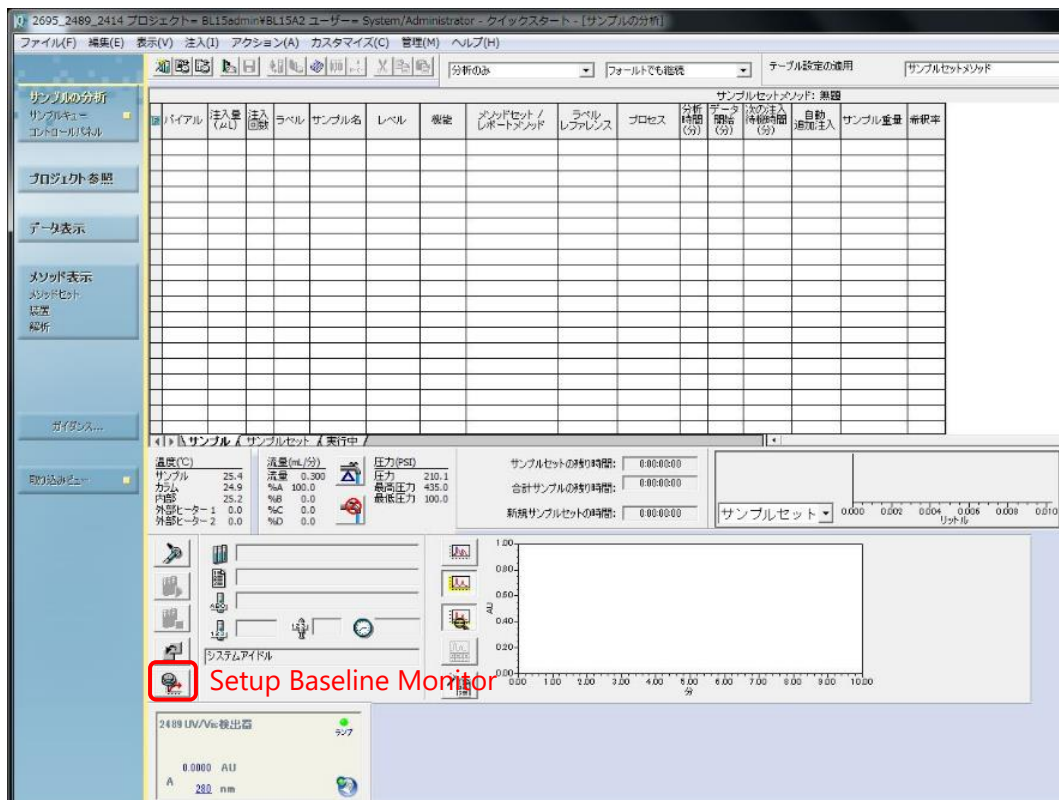 2695_2489_2414 プロジェクト= BL15admin¥BL15A2 ユーザー= System/Administrator - クイックスタート - [サンプルの分析]
ファイル(F) 編集(E) 表示(V) 注入(I) アクション(A) カスタマイズ(C) 管理(M) ヘルプ(H)
分析のみ フォールトでも継続 テーブル設定の適用 サンプルセットメソッド
サンプルの分析
サンプルキュー
コントロールパネル
プロジェクト参照
データ表示
メソッド表示
メソッドセット
装置
解析
ガイダンス...
取り込みビュー
サンプルセットメソッド: 無題
バイアル 注入量 (μL) 注入回数 ラベル サンプル名 レベル 機能 メソッドセット / レポートメソッド ラベルレファレンス プロセス 分析時間 (分) データ開始 (分) 次の注入待機時間 (分) 自動追加注入 サンプル重量 希釈率
サンプル サンプルセット 実行中
温度(℃)
サンプル 25.4
カラム 24.9
内部 25.2
外部ヒーター 1 0.0
外部ヒーター 2 0.0
流量(mL/分)
流量 0.300
%A 100.0
%B 0.0
%C 0.0
%D 0.0
圧力(PSI)
圧力 210.1
最高圧力 435.0
最低圧力 100.0
サンプルセットの残り時間: 0:00:00:00
合計サンプルの残り時間: 0:00:00:00
新規サンプルセットの時間: 0:00:00:00
サンプルセット
0.000 0.002 0.004 0.006 0.008 0.010
リットル
システムアイドル
Setup Baseline Monitor
AU
1.00
0.80
0.60
0.40
0.20
0.00
0.00 1.00 2.00 3.00 4.00 5.00 6.00 7.00 8.00 9.00 10.00
分
2489 UV/Vis検出器
ランプ
0.0000 AU
A 280 nm